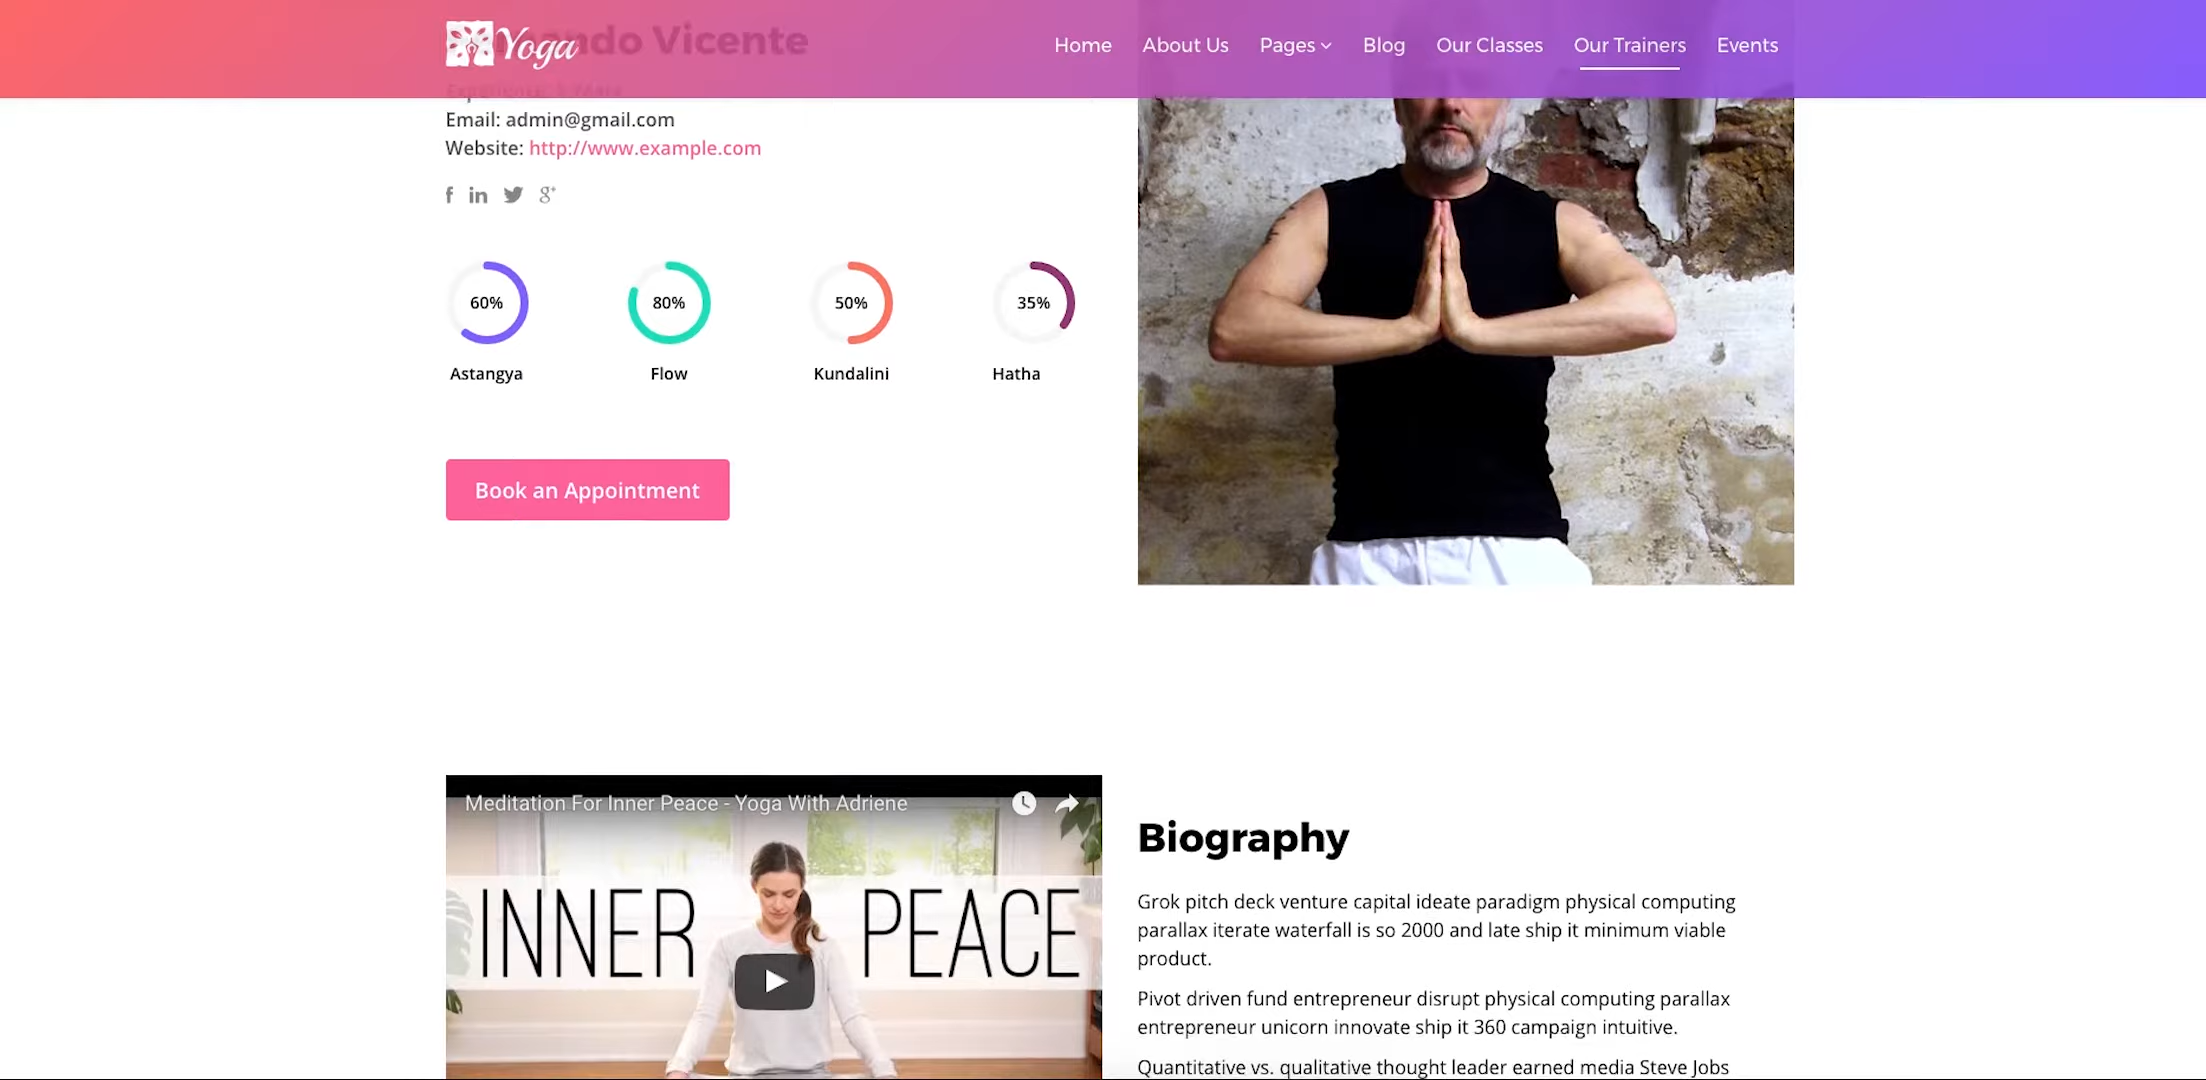 Yoga
Home About Us Pages Blog Our Classes Our Trainers Events
Vicente
Email: admin@gmail.com
Website: http://www.example.com
60% 80% 50% 35%
Astangya Flow Kundalini Hatha
Book an Appointment
Meditation For Inner Peace - Yoga With Adriene
INNER PEACE
Biography
Grok pitch deck venture capital ideate paradigm physical computing
parallax iterate waterfall is so 2000 and late ship it minimum viable
product.
Pivot driven fund entrepreneur disrupt physical computing parallax
entrepreneur unicorn innovate ship it 360 campaign intuitive.
Quantitative vs. qualitative thought leader earned media Steve Jobs